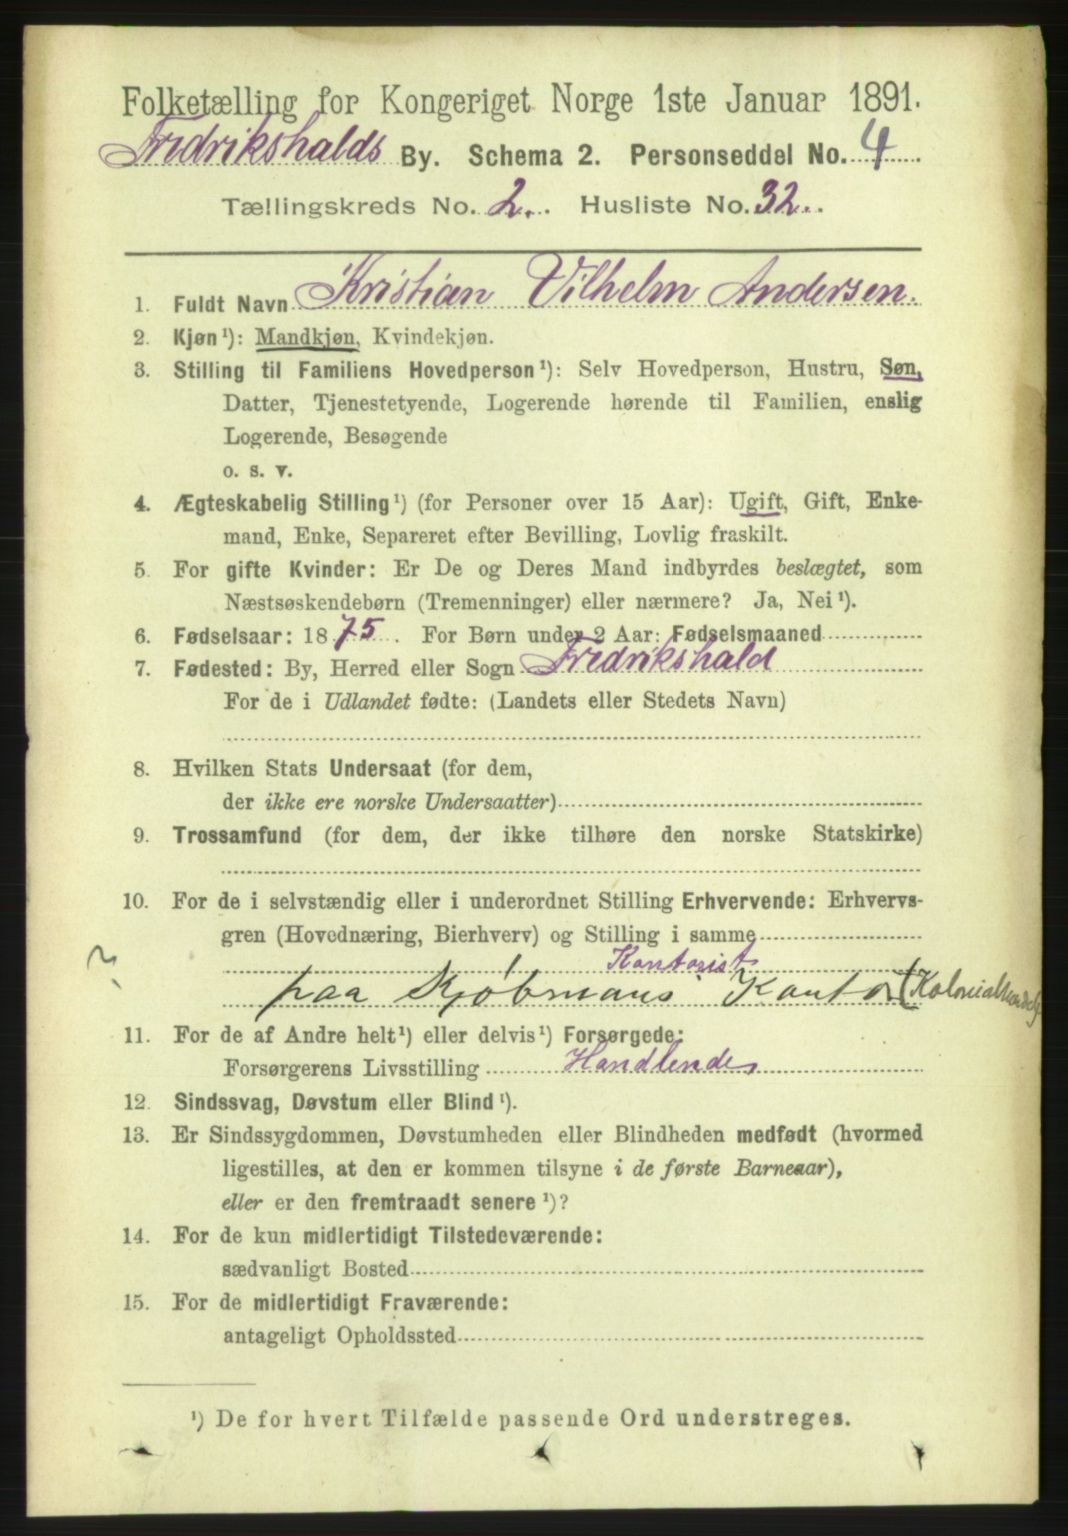 Folketælling for Kongeriget Norge 1ste Januar 1891.
Fredrikshalds By. Schema 2. Personseddel No. 4
Tællingskreds No. 2. Husliste No. 32
1. Fuldt Navn Kristian Vilhelm Andersen.
2. Kjøn¹): Mandkjøn, Kvindekjøn.
3. Stilling til Familiens Hovedperson¹): Selv Hovedperson, Hustru, Søn,
Datter, Tjenestetyende, Logerende hørende til Familien, enslig
Logerende, Besøgende
o. s. v.
4. Ægteskabelig Stilling¹) (for Personer over 15 Aar): Ugift, Gift, Enke-
mand, Enke, Separeret efter Bevilling, Lovlig fraskilt.
5. For gifte Kvinder: Er De og Deres Mand indbyrdes beslægtet, som
Næstsøskendebørn (Tremenninger) eller nærmere? Ja, Nei¹).
6. Fødselsaar: 1875. For Børn under 2 Aar: Fødselsmaaned
7. Fødested: By, Herred eller Sogn Fredrikshald
For de i Udlandet fødte: (Landets eller Stedets Navn)
8. Hvilken Stats Undersaat (for dem,
der ikke ere norske Undersaatter)
9. Trossamfund (for dem, der ikke tilhøre den norske Statskirke)
10. For de i selvstændig eller i underordnet Stilling Erhvervende: Erhvervs-
gren (Hovednæring, Bierhverv) og Stilling i samme
? Kontorist
paa Kjøbmans Kontor (Kolonialhandel)
11. For de af Andre helt¹) eller delvis¹) Forsørgede:
Forsørgerens Livsstilling Handlende
12. Sindssvag, Døvstum eller Blind¹).
13. Er Sindssygdommen, Døvstumheden eller Blindheden medfødt (hvormed
ligestilles, at den er kommen tilsyne i de første Barneaar),
eller er den fremtraadt senere¹)?
14. For de kun midlertidigt Tilstedeværende:
sædvanligt Bosted
15. For de midlertidigt Fraværende:
antageligt Opholdssted
¹) De for hvert Tilfælde passende Ord understreges.